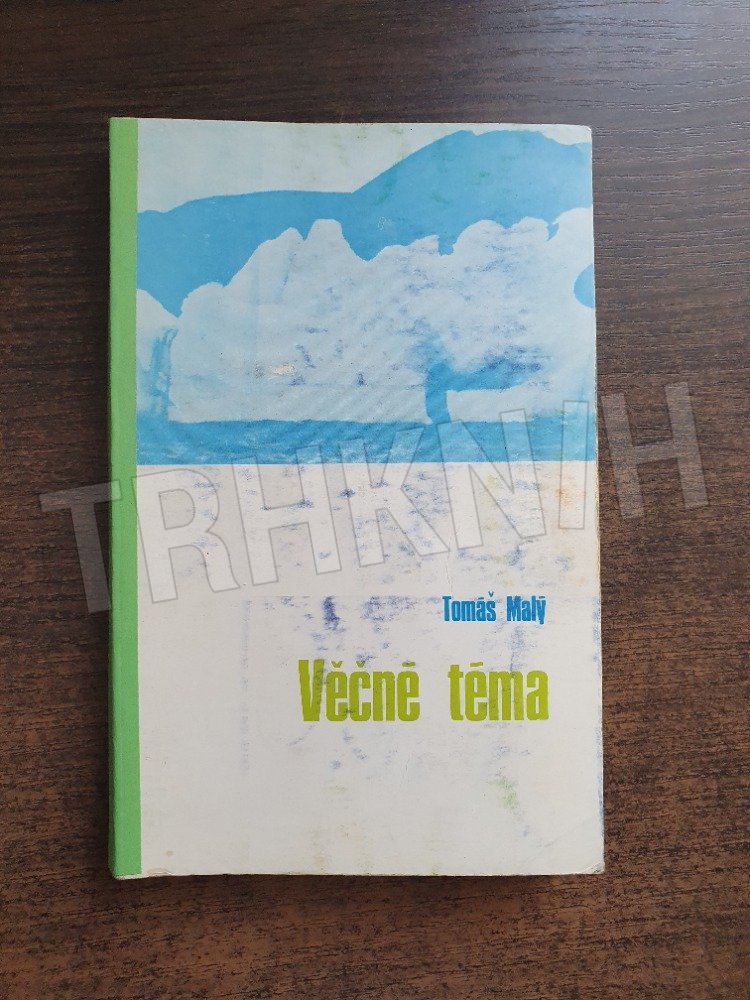 TRHKNIH
Tomáš Malý
Věčné téma